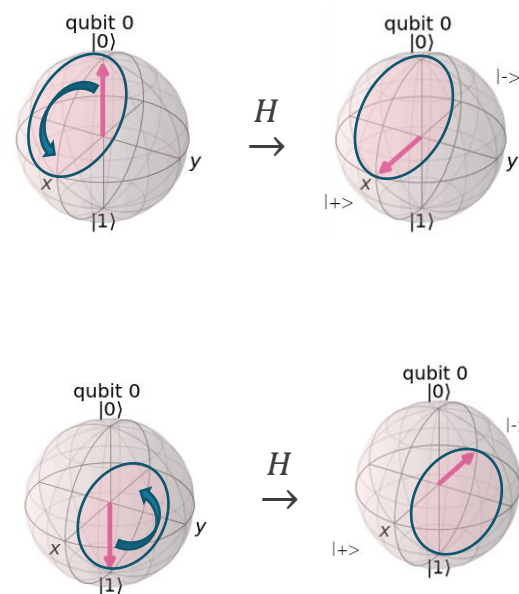 qubit 0
|0⟩
x
y
|1⟩
H
→
qubit 0
|0⟩
|->
y
x
|+>
|1⟩
qubit 0
|0⟩
x
y
|1⟩
H
→
qubit 0
|0⟩
|-
y
x
|+>
|1⟩